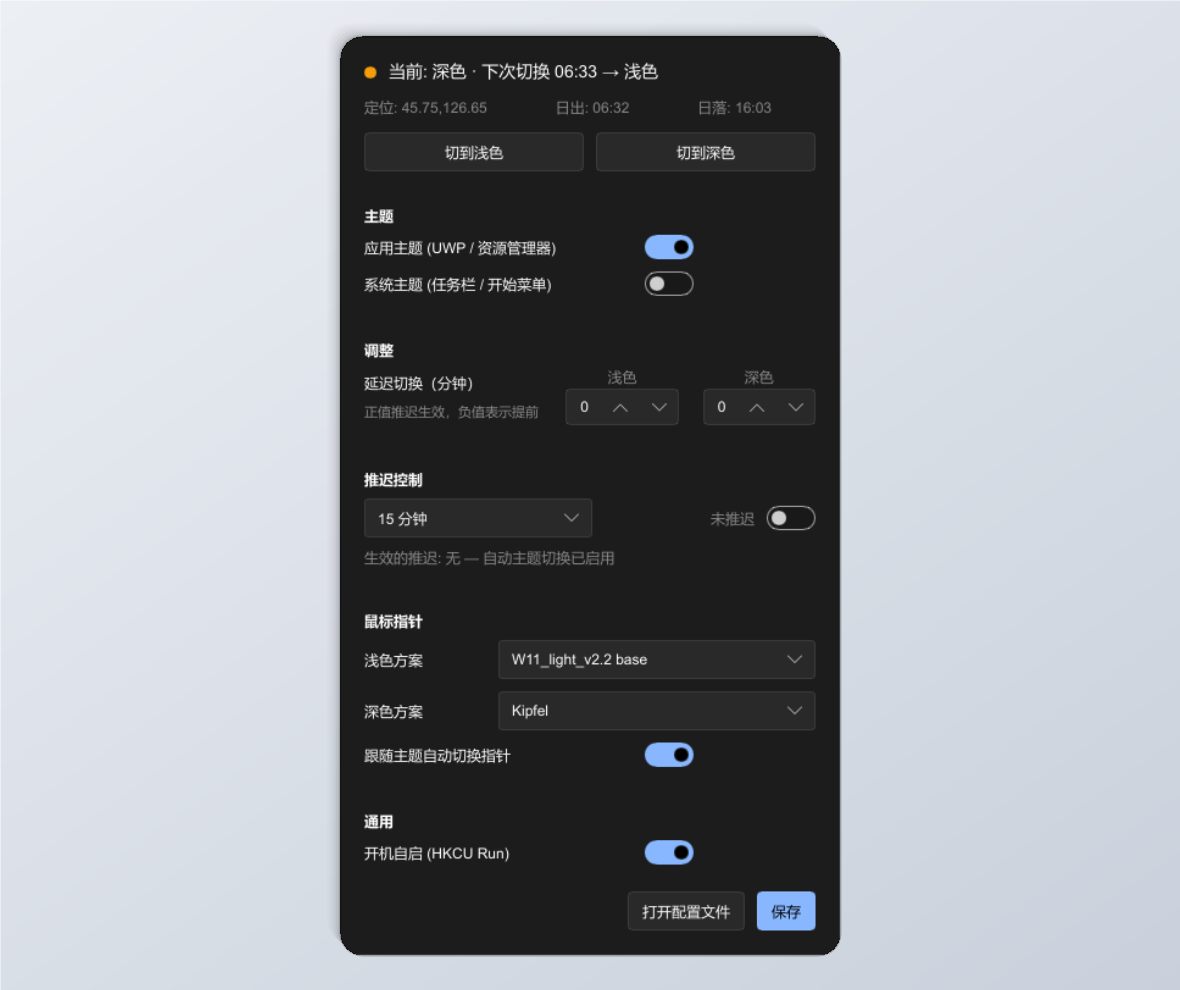 当前: 深色 · 下次切换 06:33 → 浅色
定位: 45.75,126.65 日出: 06:32 日落: 16:03
切到浅色 切到深色
主题
应用主题 (UWP / 资源管理器)
系统主题 (任务栏 / 开始菜单)
调整
浅色 深色
延迟切换（分钟）
正值推迟生效，负值表示提前
0 0
推迟控制
15 分钟 未推迟
生效的推迟: 无 — 自动主题切换已启用
鼠标指针
浅色方案 W11_light_v2.2 base
深色方案 Kipfel
跟随主题自动切换指针
通用
开机自启 (HKCU Run)
打开配置文件 保存